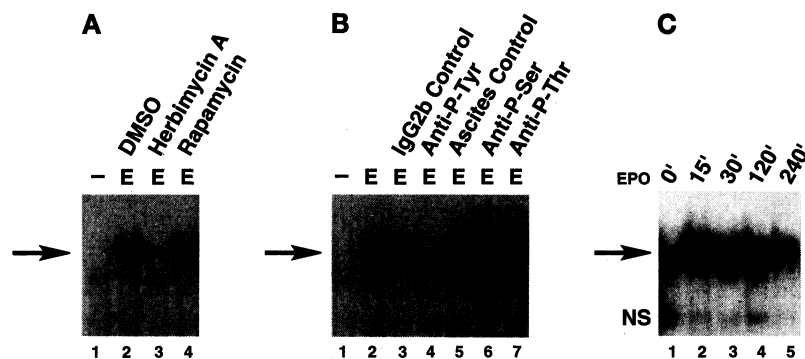 A
DMSO
Herbimycin A
Rapamycin
– E E E
1 2 3 4
B
IgG2b Control
Anti-P-Tyr
Ascites Control
Anti-P-Ser
Anti-P-Thr
– E E E E E E
1 2 3 4 5 6 7
C
EPO 0' 15' 30' 120' 240'
NS
1 2 3 4 5